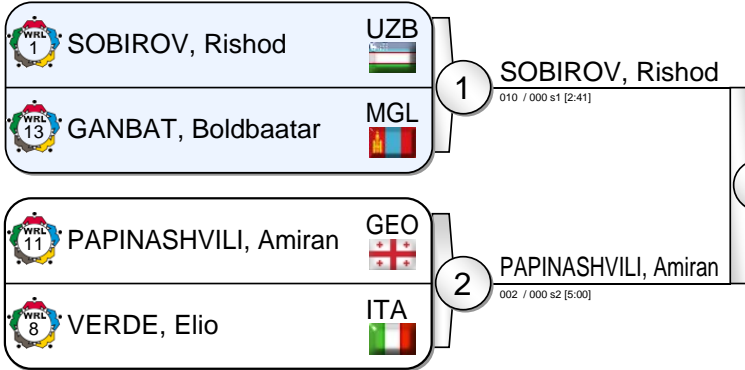 WRL
1
SOBIROV, Rishod
UZB
WRL
13
GANBAT, Boldbaatar
MGL
1
SOBIROV, Rishod
010 / 000 s1 [2:41]
WRL
11
PAPINASHVILI, Amiran
GEO
WRL
8
VERDE, Elio
ITA
2
PAPINASHVILI, Amiran
002 / 000 s2 [5:00]